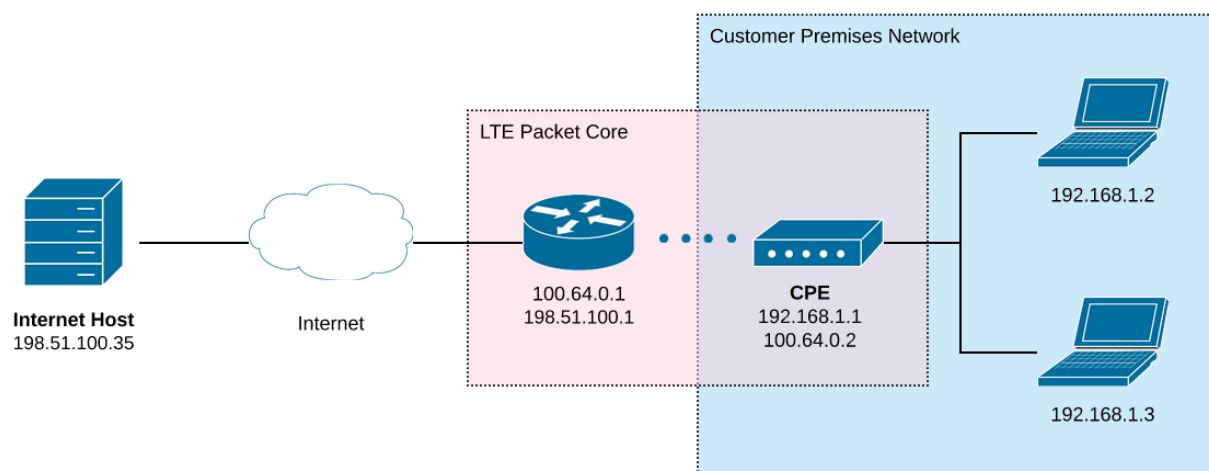 Customer Premises Network
LTE Packet Core
192.168.1.2
Internet Host
198.51.100.35
Internet
100.64.0.1
198.51.100.1
CPE
192.168.1.1
100.64.0.2
192.168.1.3